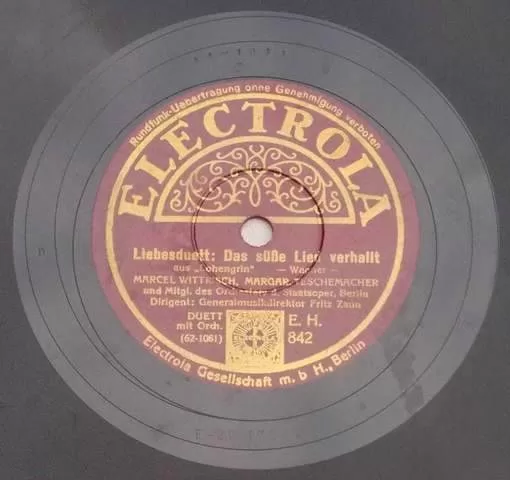 Rundfunk-Uebertragung ohne Genehmigung verboten
ELECTROLA
Liebesduett: Das süße Lied verhallt
aus „Lohengrin“ — Wagner —
MARCEL WITTRISCH, MARGAR. TESCHEMACHER
und Mitgl. des Orchesters d. Staatsoper, Berlin
Dirigent: Generalmusikdirektor Fritz Zaun
DUETT
mit Orch.
(62-1061)
E. H.
842
Electrola Gesellschaft m. b. H., Berlin